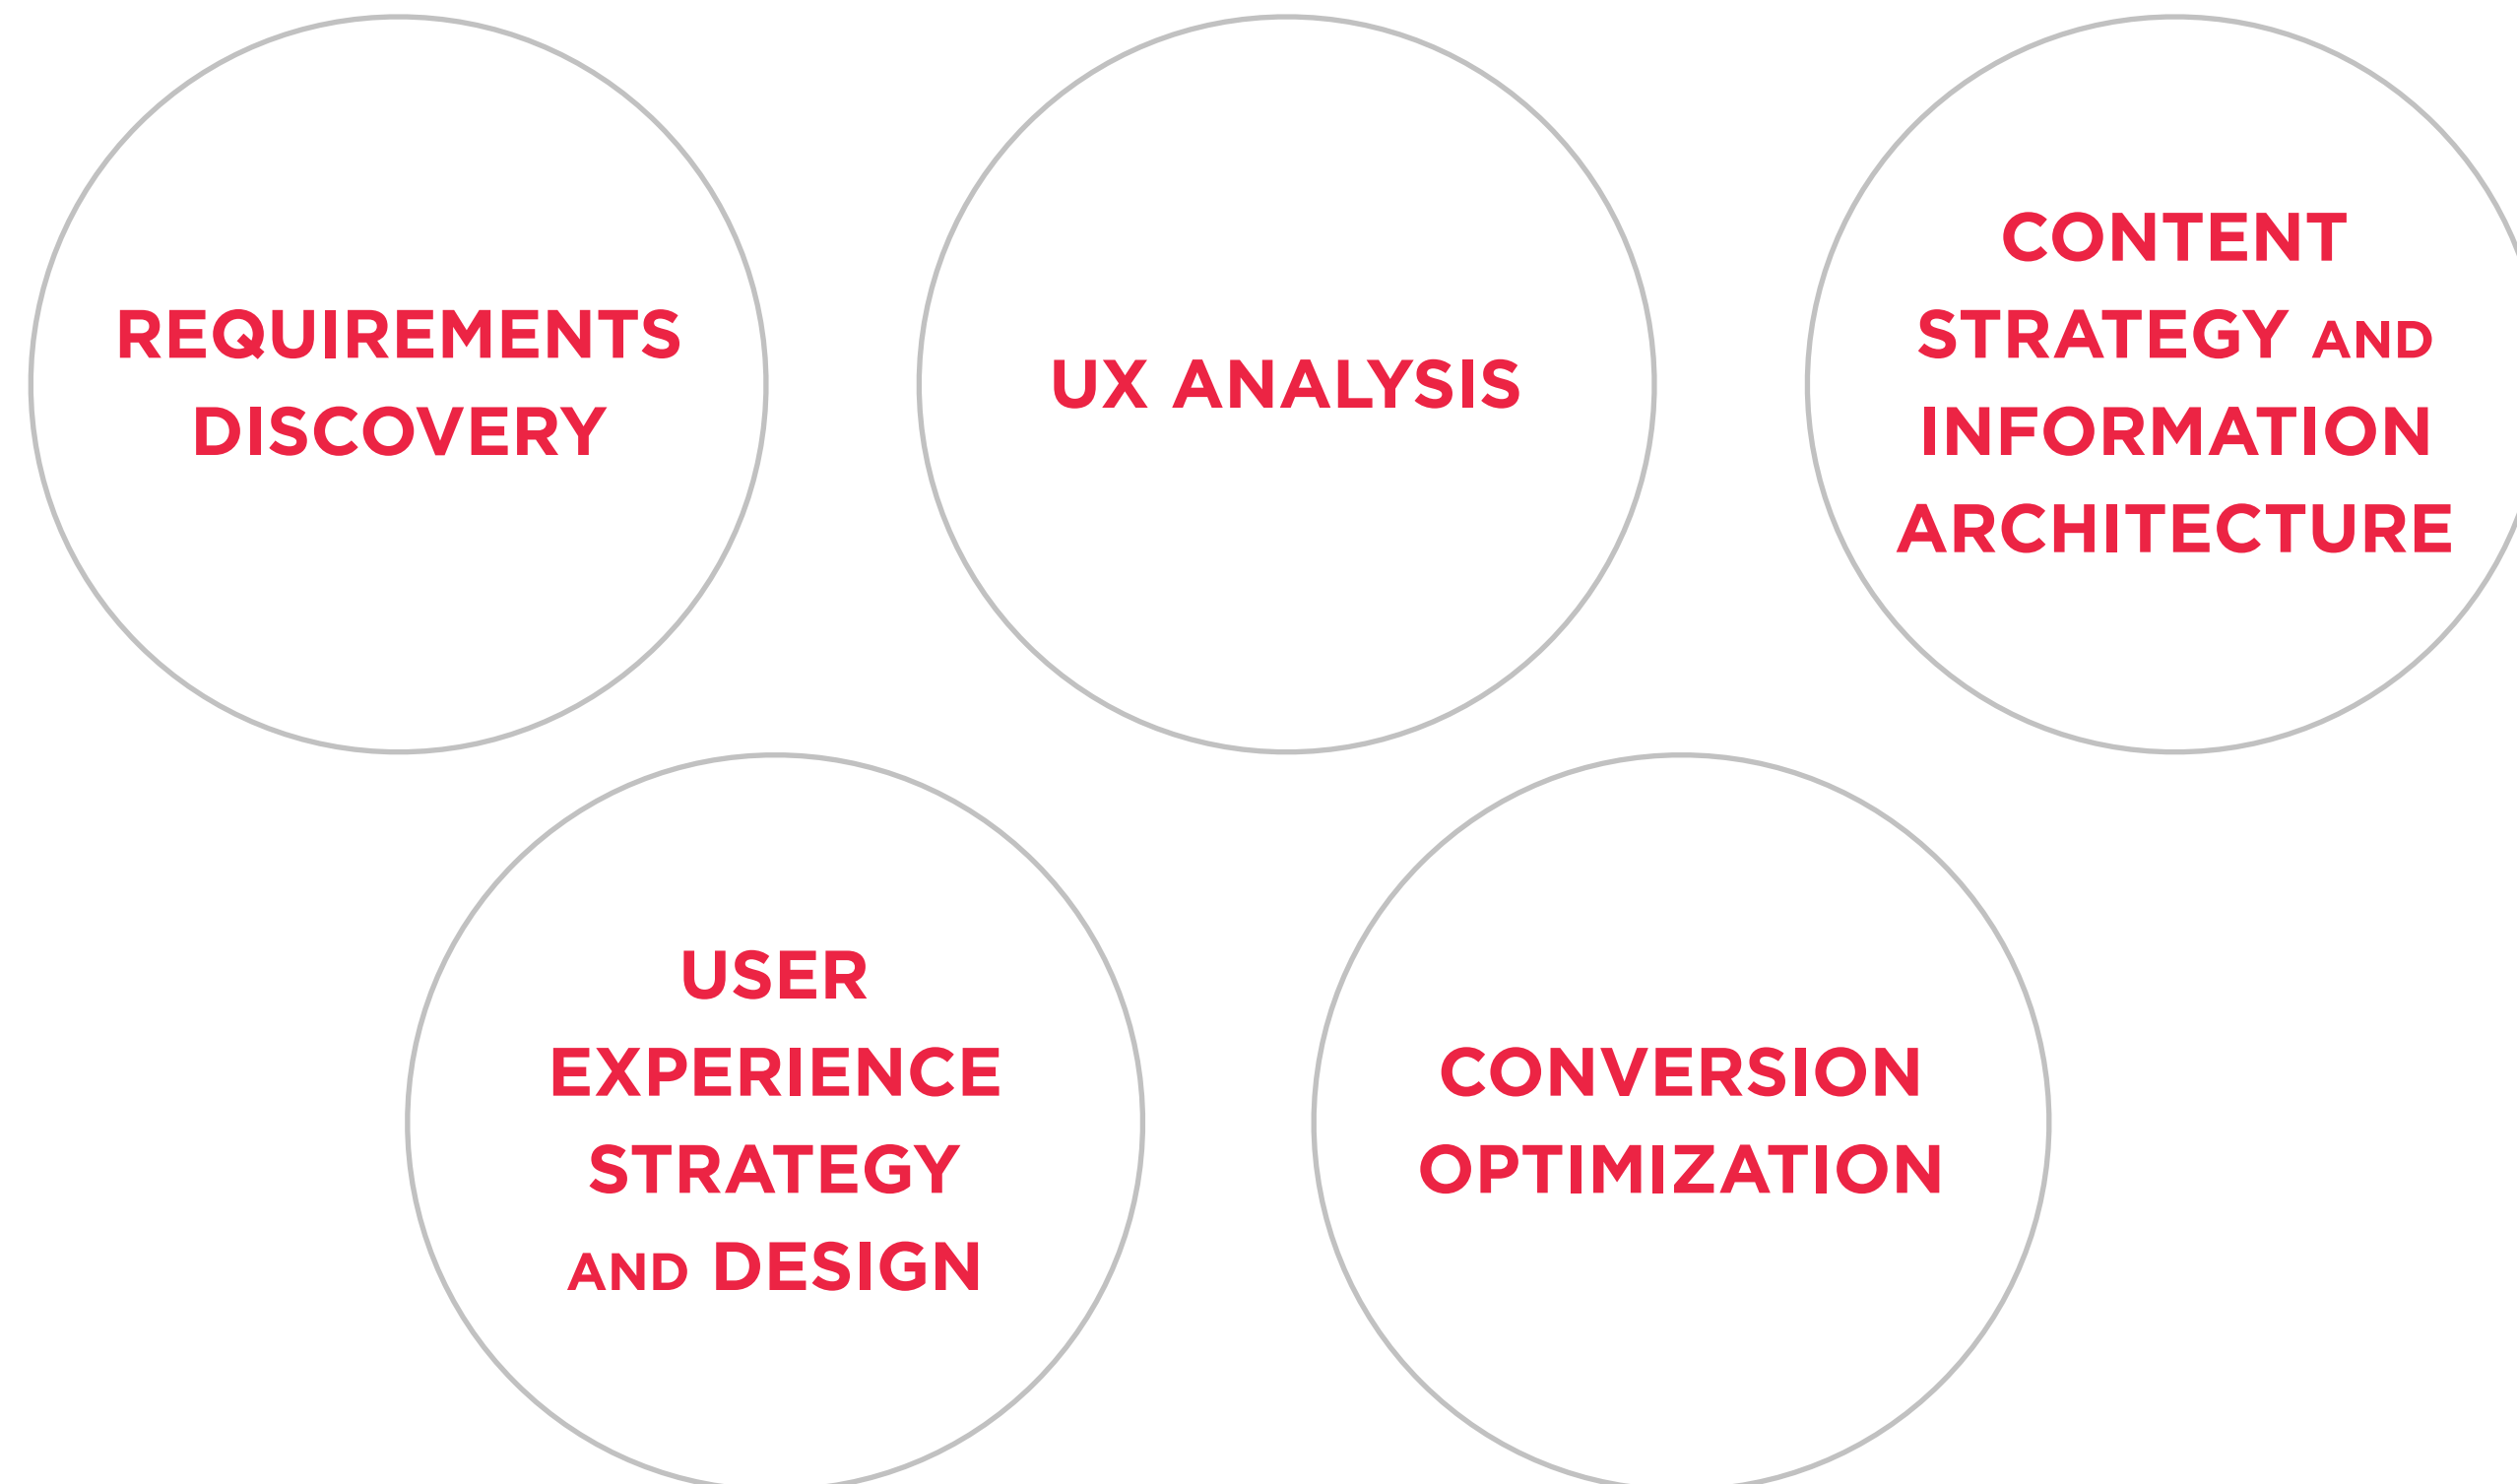 REQUIREMENTS
DISCOVERY
UX ANALYSIS
CONTENT
STRATEGY AND
INFORMATION
ARCHITECTURE
USER
EXPERIENCE
STRATEGY
AND DESIGN
CONVERSION
OPTIMIZATION